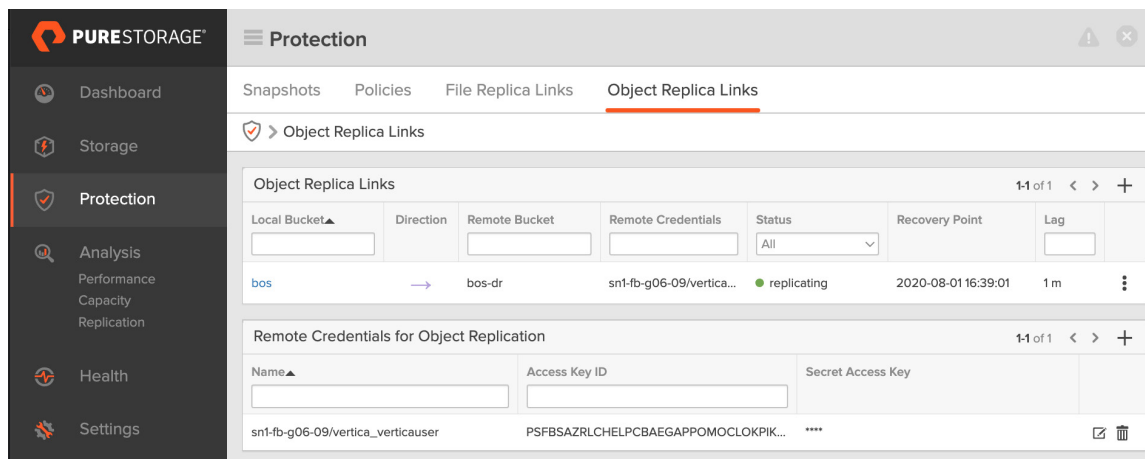 PURESTORAGE®
Protection
Dashboard
Storage
Protection
Analysis
Performance
Capacity
Replication
Health
Settings
Snapshots Policies File Replica Links Object Replica Links
Object Replica Links
Object Replica Links 1-1 of 1
Local Bucket Direction Remote Bucket Remote Credentials Status Recovery Point Lag
All
bos → bos-dr sn1-fb-g06-09/vertica... replicating 2020-08-01 16:39:01 1 m
Remote Credentials for Object Replication 1-1 of 1
Name Access Key ID Secret Access Key
sn1-fb-g06-09/vertica_verticauser PSFBSAZRLCHELPCBAEGAPPOMOCLOKPIK... ****